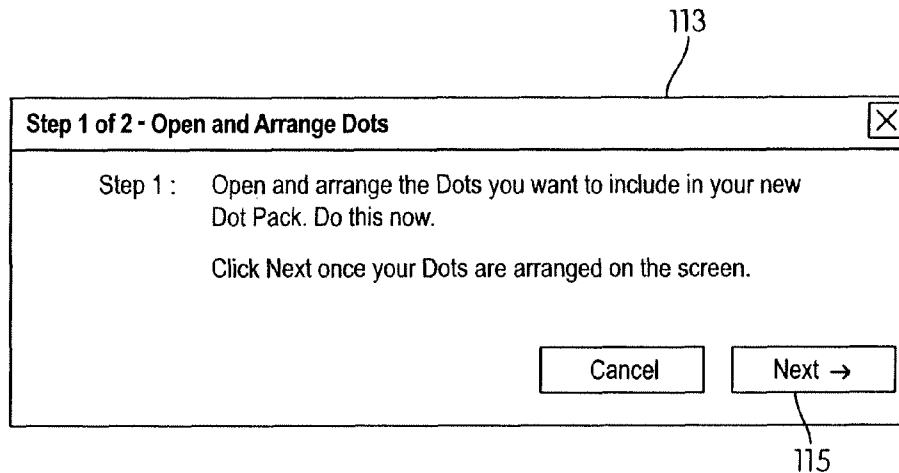 113
Step 1 of 2 - Open and Arrange Dots
Step 1 : Open and arrange the Dots you want to include in your new
Dot Pack. Do this now.
Click Next once your Dots are arranged on the screen.
Cancel Next →
115